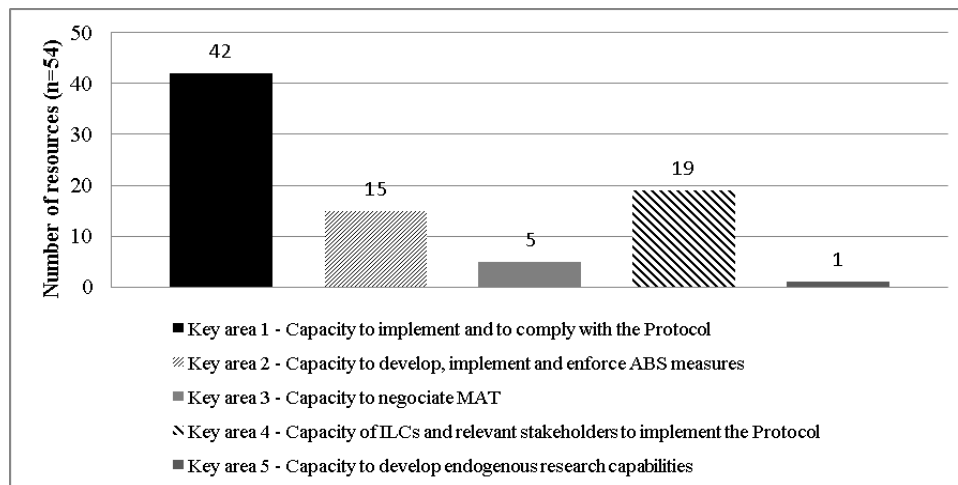 Number of resources (n=54)
50
40
30
20
10
0
42
15
5
19
1
Key area 1 - Capacity to implement and to comply with the Protocol
Key area 2 - Capacity to develop, implement and enforce ABS measures
Key area 3 - Capacity to negociate MAT
Key area 4 - Capacity of ILCs and relevant stakeholders to implement the Protocol
Key area 5 - Capacity to develop endogenous research capabilities